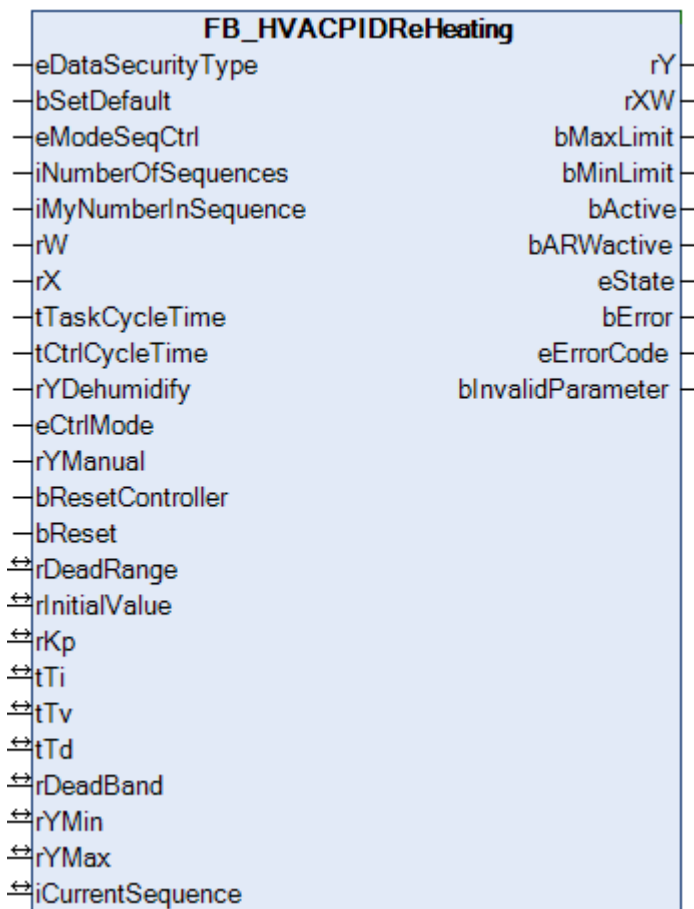 FB_HVACPIDReHeating
eDataSecurityType rY
bSetDefault rXW
eModeSeqCtrl bMaxLimit
iNumberOfSequences bMinLimit
iMyNumberInSequence bActive
rW bARWactive
rX eState
tTaskCycleTime bError
tCtrlCycleTime eErrorCode
rYDehumidify bInvalidParameter
eCtrlMode
rYManual
bResetController
bReset
rDeadRange
rInitialValue
rKp
tTi
tTv
tTd
rDeadBand
rYMin
rYMax
iCurrentSequence